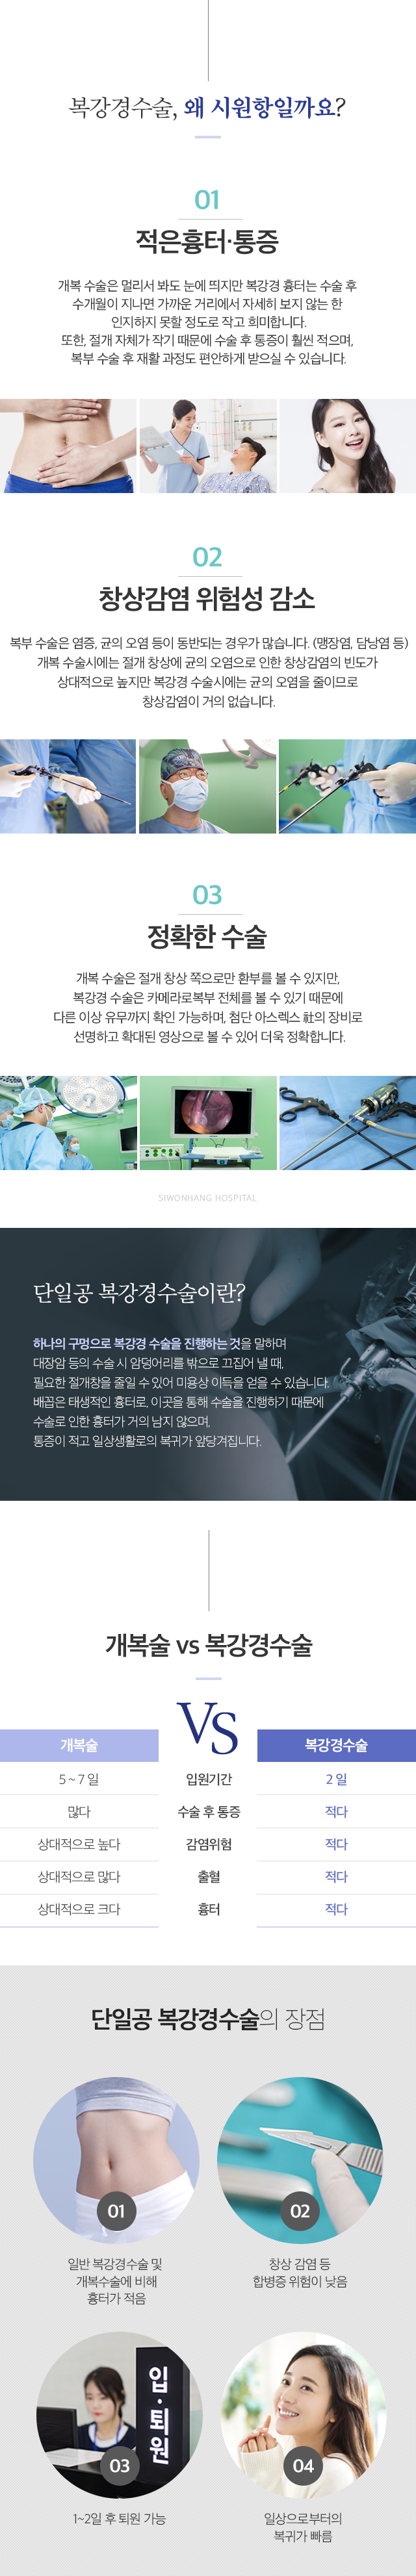 복강경수술, 왜 시원항일까요?
01
적은흉터·통증
개복 수술은 멀리서 봐도 눈에 띄지만 복강경 흉터는 수술 후
수개월이 지나면 가까운 거리에서 자세히 보지 않는 한
인지하지 못할 정도로 작고 희미합니다.
또한, 절개 자체가 작기 때문에 수술 후 통증이 훨씬 적으며,
복부 수술 후 재활 과정도 편안하게 받으실 수 있습니다.
02
창상감염 위험성 감소
복부 수술은 염증, 균의 오염 등이 동반되는 경우가 많습니다. (맹장염, 담낭염 등)
개복 수술시에는 절개 창상에 균의 오염으로 인한 창상감염의 빈도가
상대적으로 높지만 복강경 수술시에는 균의 오염을 줄이므로
창상감염이 거의 없습니다.
03
정확한 수술
개복 수술은 절개 창상 쪽으로만 환부를 볼 수 있지만,
복강경 수술은 카메라로복부 전체를 볼 수 있기 때문에
다른 이상 유무까지 확인 가능하며, 첨단 아스렉스 社의 장비로
선명하고 확대된 영상으로 볼 수 있어 더욱 정확합니다.
SIWONHANG HOSPITAL
단일공 복강경수술이란?
하나의 구멍으로 복강경 수술을 진행하는 것을 말하며
대장암 등의 수술 시 암덩어리를 밖으로 끄집어 낼 때,
필요한 절개창을 줄일 수 있어 미용상 이득을 얻을 수 있습니다.
배꼽은 태생적인 흉터로, 이곳을 통해 수술을 진행하기 때문에
수술로 인한 흉터가 거의 남지 않으며,
통증이 적고 일상생활로의 복귀가 앞당겨집니다.
개복술 vs 복강경수술
개복술 VS 복강경수술
5 ~ 7 일 입원기간 2 일
많다 수술 후 통증 적다
상대적으로 높다 감염위험 적다
상대적으로 많다 출혈 적다
상대적으로 크다 흉터 적다
단일공 복강경수술의 장점
01
02
일반 복강경수술 및
개복수술에 비해
흉터가 적음
창상 감염 등
합병증 위험이 낮음
입·퇴원
03
04
1~2일 후 퇴원 가능
일상으로부터의
복귀가 빠름